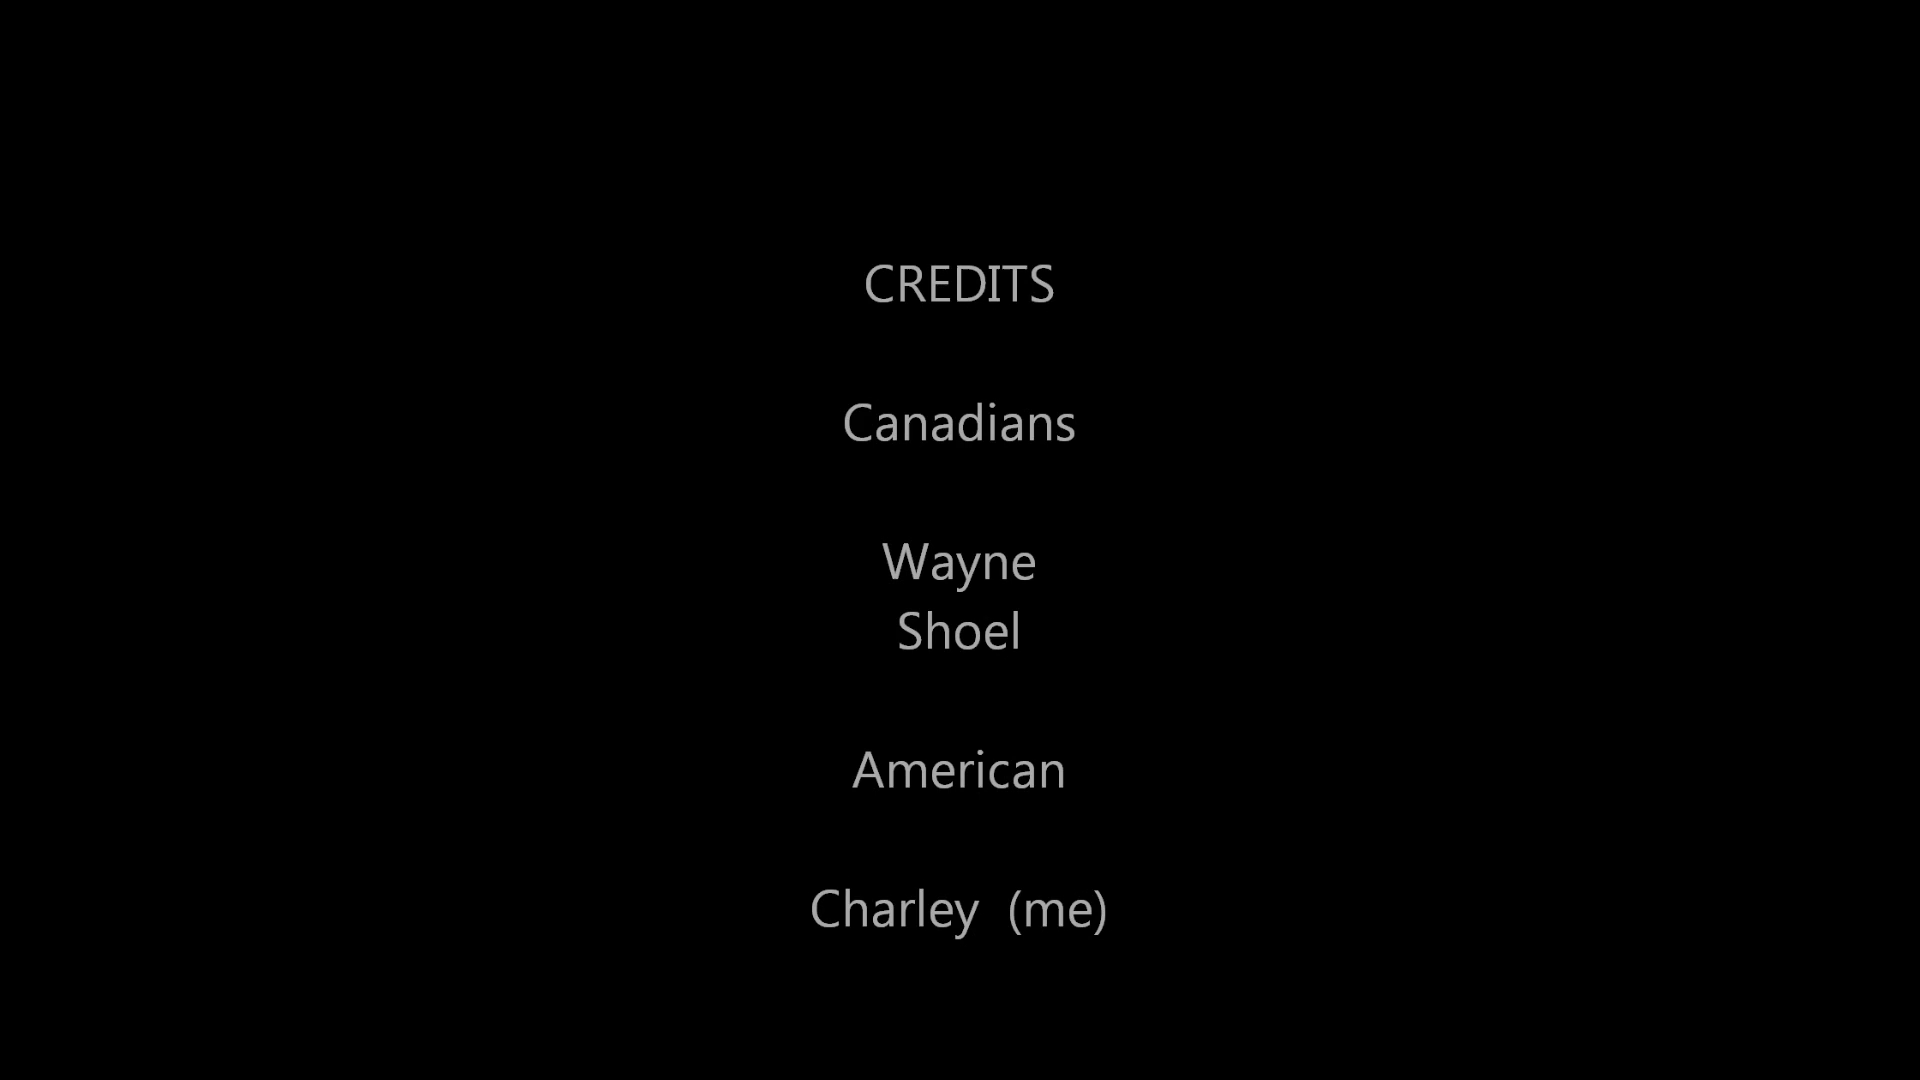 CREDITS
Canadians
Wayne
Shoel
American
Charley  (me)